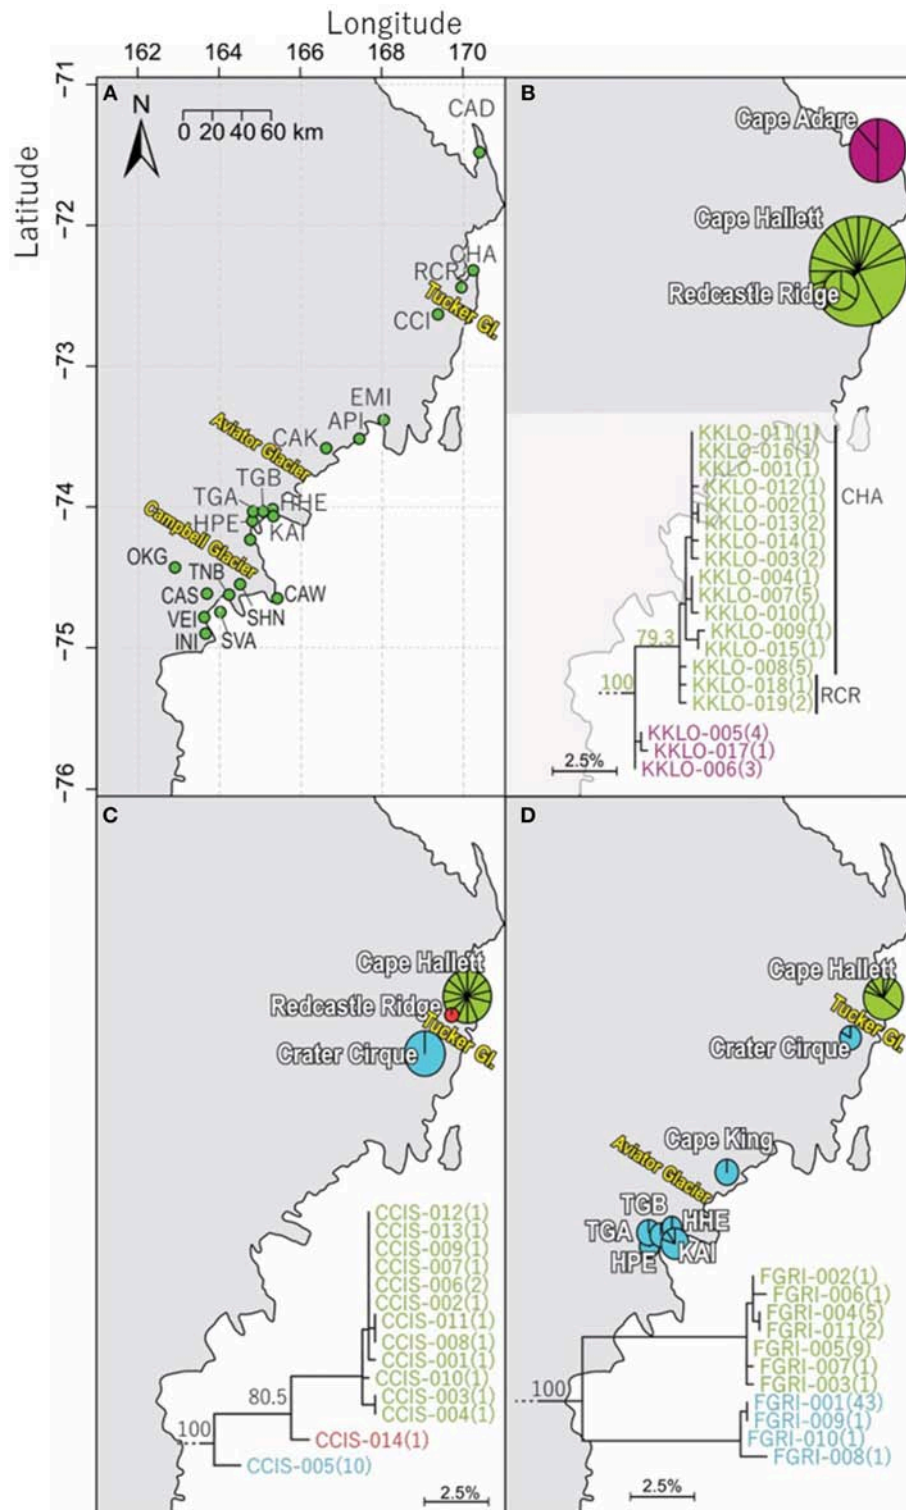 Longitude
162 164 166 168 170
Latitude
−71
−72
−73
−74
−75
−76
A
N
0 20 40 60 km
CAD
CHA
RCR
Tucker Gl.
CCI
EMI
API
CAK
Aviator Glacier
TGB
TGA
HHE
HPE
KAI
Campbell Glacier
OKG
TNB
CAS
CAW
VEI
SHN
INI
SVA
B
Cape Adare
Cape Hallett
Redcastle Ridge
KKLO-011(1)
KKLO-016(1)
KKLO-001(1)
KKLO-012(1)
KKLO-002(1)
KKLO-013(2)
KKLO-014(1)
KKLO-003(2)
KKLO-004(1)
KKLO-007(5)
KKLO-010(1)
KKLO-009(1)
KKLO-015(1)
KKLO-008(5)
KKLO-018(1)
KKLO-019(2)
CHA
RCR
79.3
100
KKLO-005(4)
KKLO-017(1)
KKLO-006(3)
2.5%
C
Cape Hallett
Redcastle Ridge
Tucker Gl.
Crater Cirque
CCIS-012(1)
CCIS-013(1)
CCIS-009(1)
CCIS-007(1)
CCIS-006(2)
CCIS-002(1)
CCIS-011(1)
CCIS-008(1)
CCIS-001(1)
CCIS-010(1)
CCIS-003(1)
CCIS-004(1)
80.5
100
CCIS-014(1)
CCIS-005(10)
2.5%
D
Cape Hallett
Tucker Gl.
Crater Cirque
Cape King
Aviator Glacier
TGB
TGA
HHE
HPE
KAI
FGRI-002(1)
FGRI-006(1)
FGRI-004(5)
FGRI-011(2)
FGRI-005(9)
FGRI-007(1)
FGRI-003(1)
100
FGRI-001(43)
FGRI-009(1)
FGRI-010(1)
FGRI-008(1)
2.5%